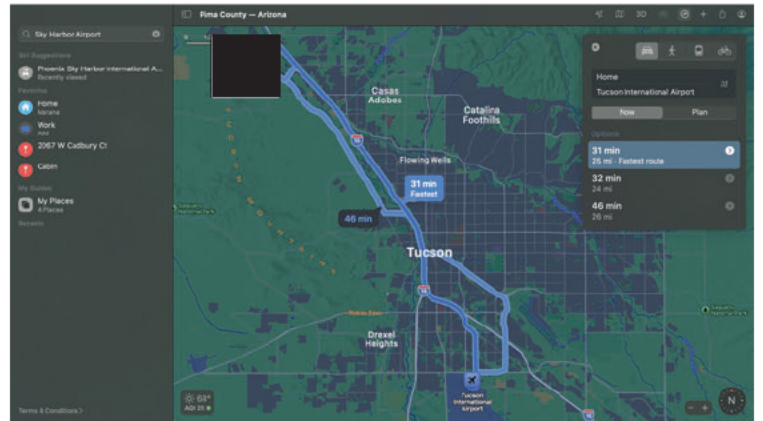 Pima County — Arizona
3D
Sky Harbor Airport
Siri Suggestions
Phoenix Sky Harbor International A...
Recently viewed
Favorites
Home
Work
2067 W Cadbury Ct
Cabin
My Guides
My Places
4 Places
Recents
Terms & Conditions >
Casas
Adobes
Catalina
Foothills
Flowing Wells
31 min
Fastest
46 min
Tucson
Drexel
Heights
Tucson
International
Airport
68°
AQI 25
Home
Tucson International Airport
Now
Plan
Options
31 min
25 mi · Fastest route
32 min
24 mi
46 min
26 mi
N